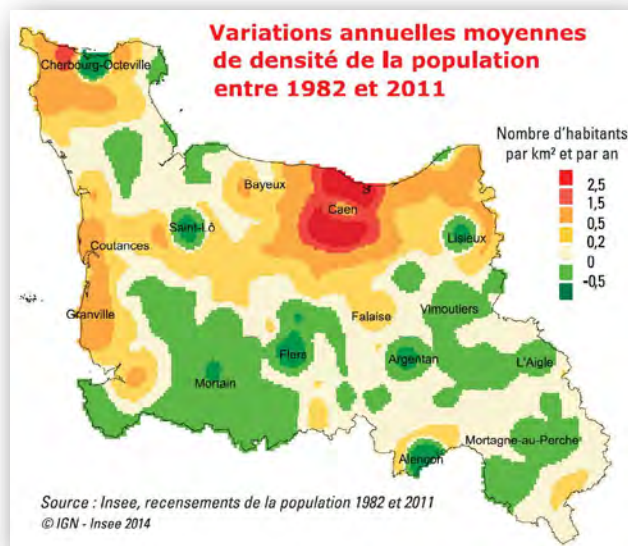 Variations annuelles moyennes
de densité de la population
entre 1982 et 2011
Nombre d'habitants
par km² et par an
2,5
1,5
0,5
0,2
0
-0,5
Cherbourg-Octeville
Bayeux
Caen
Saint-Lô
Lisieux
Coutances
Granville
Falaise
Vimoutiers
Flers
Argentan
L'Aigle
Mortain
Mortagne-au-Perche
Alençon
Source : Insee, recensements de la population 1982 et 2011
© IGN - Insee 2014